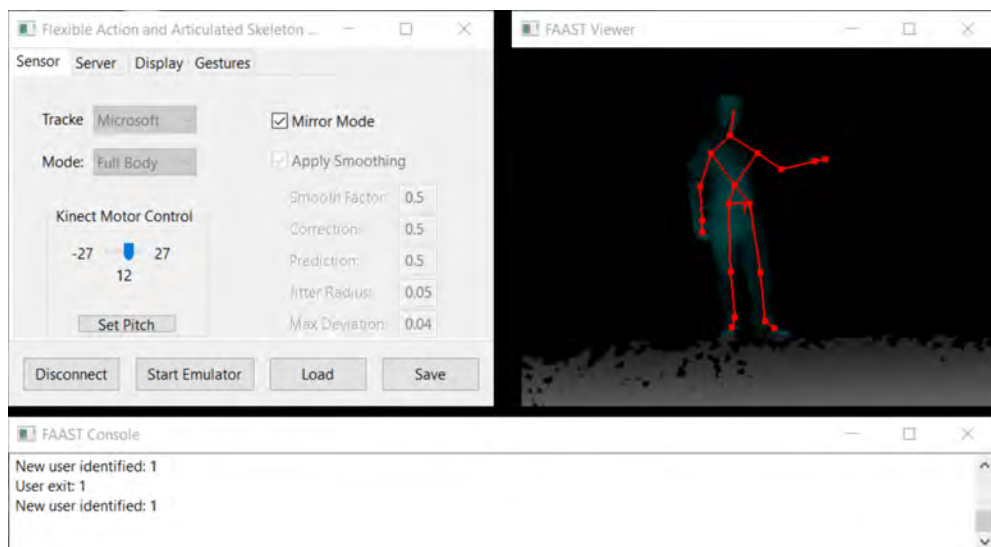 Flexible Action and Articulated Skeleton ...
Sensor Server Display Gestures
Tracke Microsoft
Mode: Full Body
Kinect Motor Control
-27 27
12
Set Pitch
Mirror Mode
Apply Smoothing
Smooth Factor: 0.5
Correction: 0.5
Prediction: 0.5
Jitter Radius: 0.05
Max Deviation: 0.04
Disconnect Start Emulator Load Save
FAAST Viewer
FAAST Console
New user identified: 1
User exit: 1
New user identified: 1